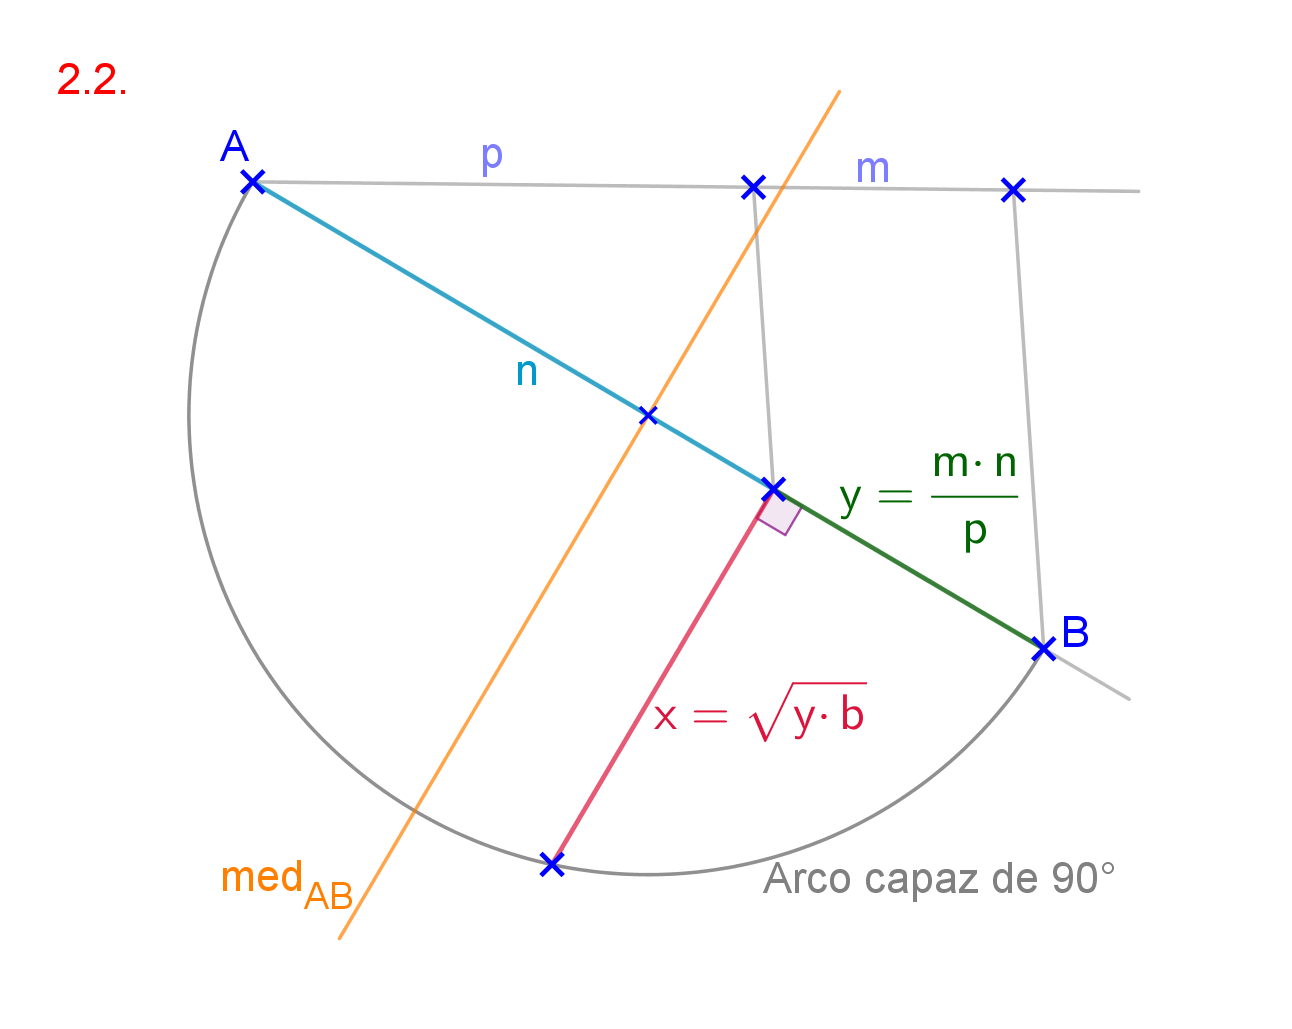 2.2.
A
p
m
n
y = m· n / p
B
x = √y· b
med_AB
Arco capaz de 90°